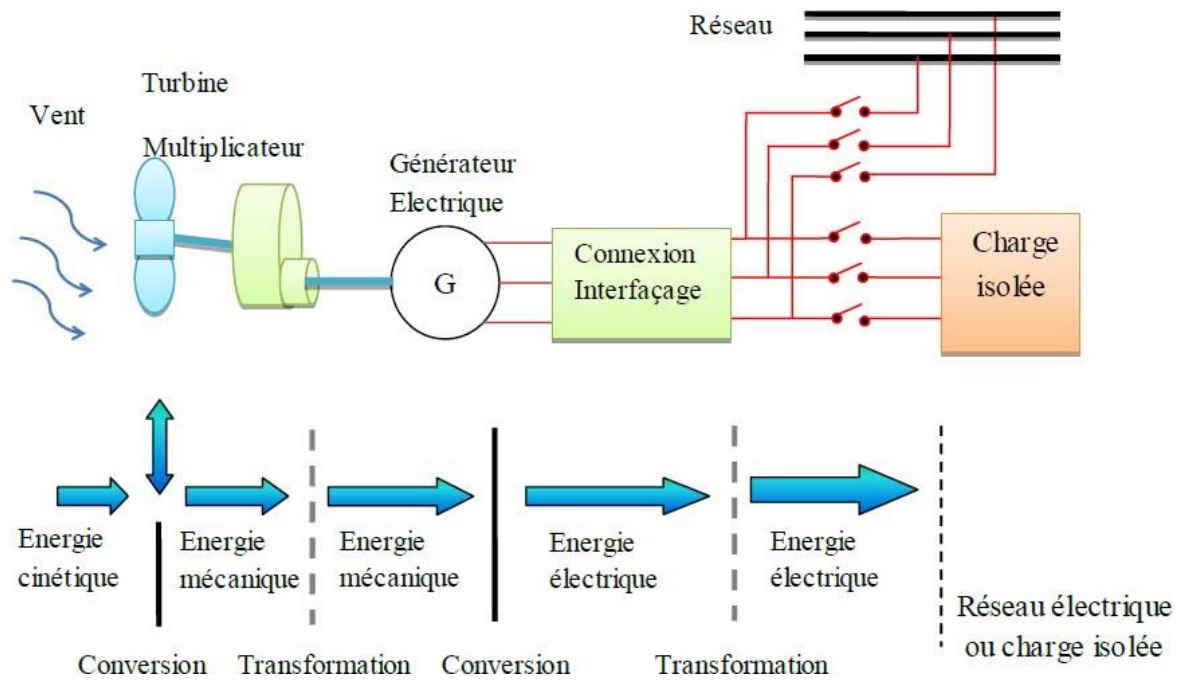 Réseau
Turbine
Vent
Multiplicateur
Générateur
Electrique
G
Connexion
Interfaçage
Charge
isolée
Energie
cinétique
Energie
mécanique
Energie
mécanique
Energie
électrique
Energie
électrique
Réseau électrique
ou charge isolée
Conversion
Transformation
Conversion
Transformation